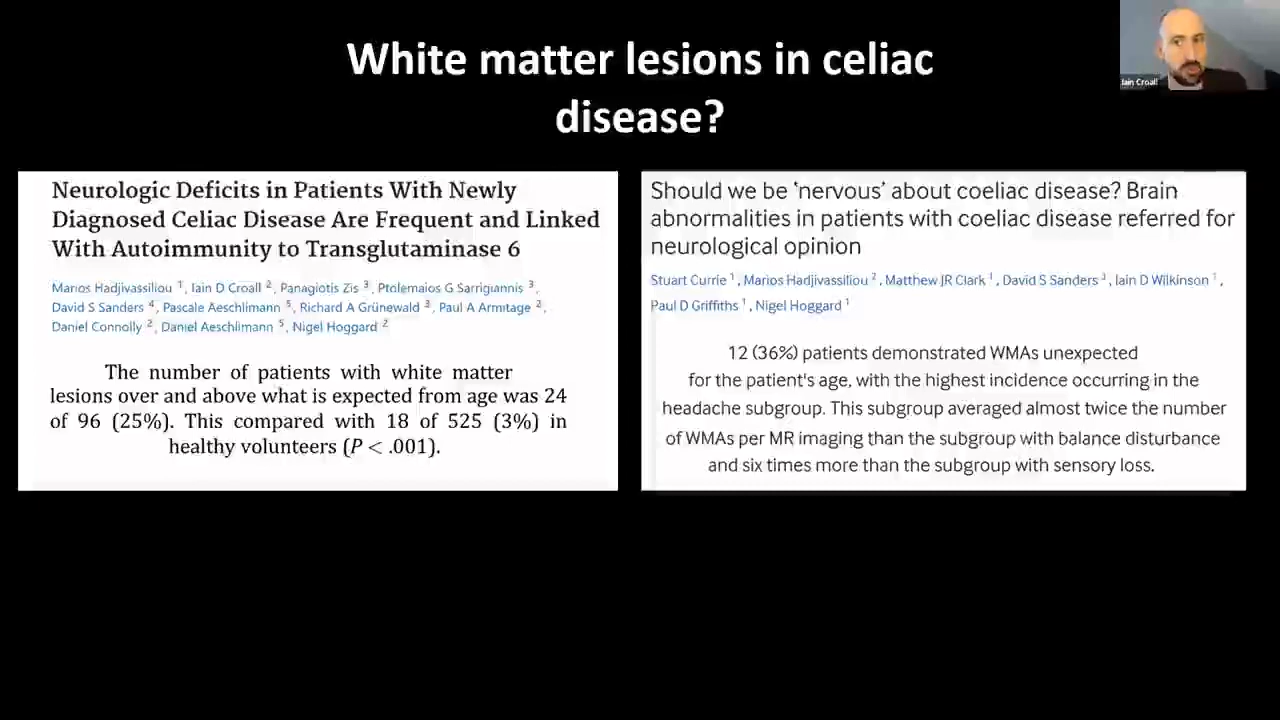 White matter lesions in celiac
disease?
Iain Croall
Neurologic Deficits in Patients With Newly
Diagnosed Celiac Disease Are Frequent and Linked
With Autoimmunity to Transglutaminase 6
Marios Hadjivassiliou 1, Iain D Croall 2, Panagiotis Zis 3, Ptolemaios G Sarrigiannis 3,
David S Sanders 4, Pascale Aeschlimann 5, Richard A Grünewald 3, Paul A Armitage 2,
Daniel Connolly 2, Daniel Aeschlimann 5, Nigel Hoggard 2
The number of patients with white matter
lesions over and above what is expected from age was 24
of 96 (25%). This compared with 18 of 525 (3%) in
healthy volunteers (P < .001).
Should we be 'nervous' about coeliac disease? Brain
abnormalities in patients with coeliac disease referred for
neurological opinion
Stuart Currie 1, Marios Hadjivassiliou 2, Matthew JR Clark 1, David S Sanders 3, Iain D Wilkinson 1,
Paul D Griffiths 1, Nigel Hoggard 1
12 (36%) patients demonstrated WMAs unexpected
for the patient's age, with the highest incidence occurring in the
headache subgroup. This subgroup averaged almost twice the number
of WMAs per MR imaging than the subgroup with balance disturbance
and six times more than the subgroup with sensory loss.